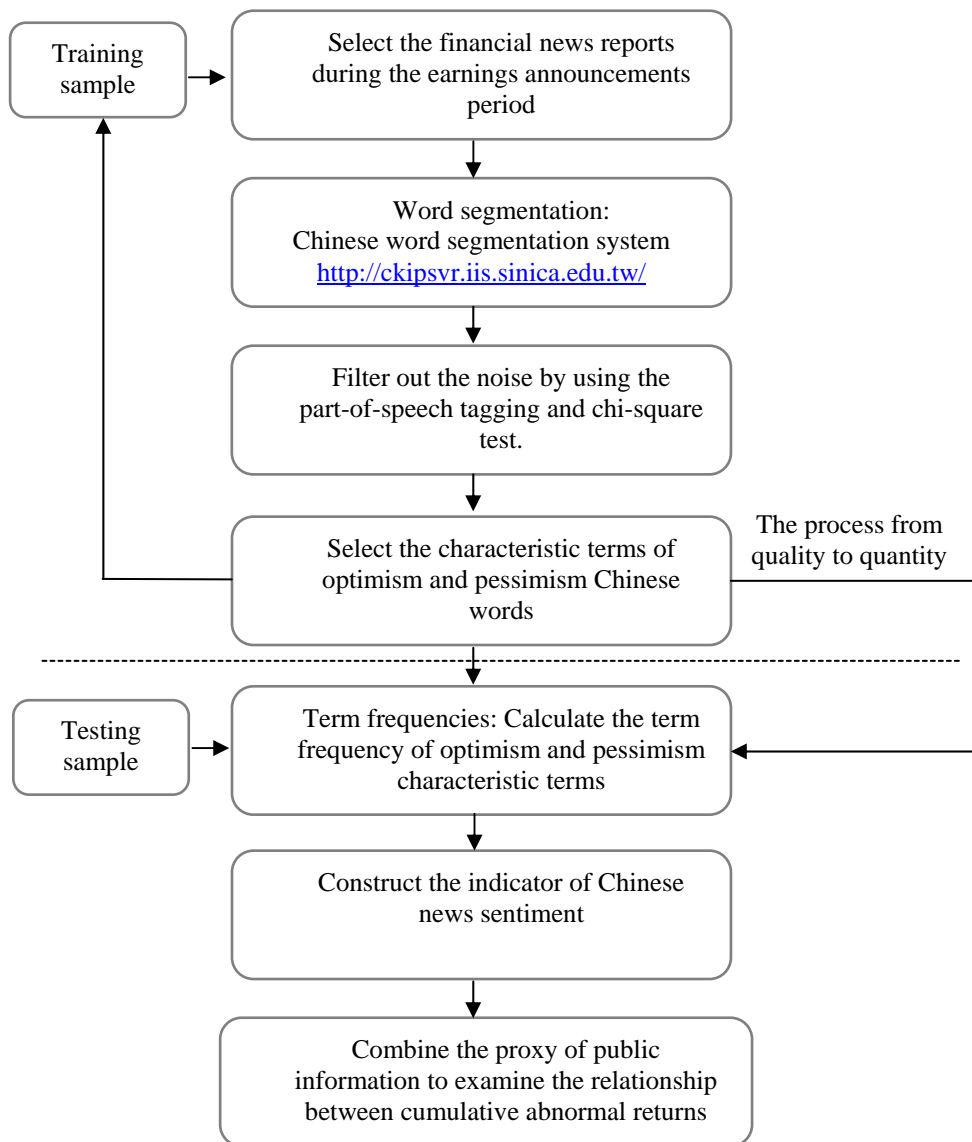 Training
sample
Select the financial news reports
during the earnings announcements
period
Word segmentation:
Chinese word segmentation system
http://ckipsvr.iis.sinica.edu.tw/
Filter out the noise by using the
part-of-speech tagging and chi-square
test.
Select the characteristic terms of
optimism and pessimism Chinese
words
The process from
quality to quantity
Testing
sample
Term frequencies: Calculate the term
frequency of optimism and pessimism
characteristic terms
Construct the indicator of Chinese
news sentiment
Combine the proxy of public
information to examine the relationship
between cumulative abnormal returns